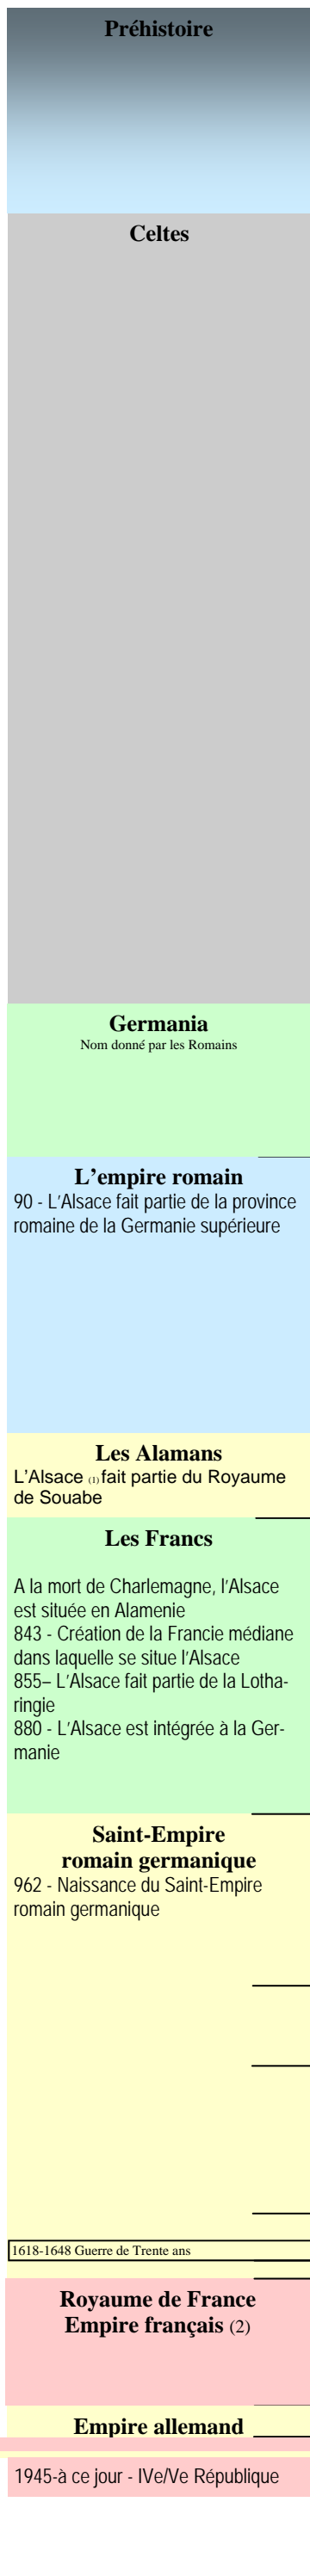 Préhistoire
Celtes
Germania
Nom donné par les Romains
L’empire romain
90 - L’Alsace fait partie de la province
romaine de la Germanie supérieure
Les Alamans
L’Alsace (1) fait partie du Royaume
de Souabe
Les Francs
A la mort de Charlemagne, l’Alsace
est située en Alamenie
843 - Création de la Francie médiane
dans laquelle se situe l’Alsace
855– L’Alsace fait partie de la Lotha-
ringie
880 - L’Alsace est intégrée à la Ger-
manie
Saint-Empire
romain germanique
962 - Naissance du Saint-Empire
romain germanique
1618-1648 Guerre de Trente ans
Royaume de France
Empire français (2)
Empire allemand
1945-à ce jour - IVe/Ve République